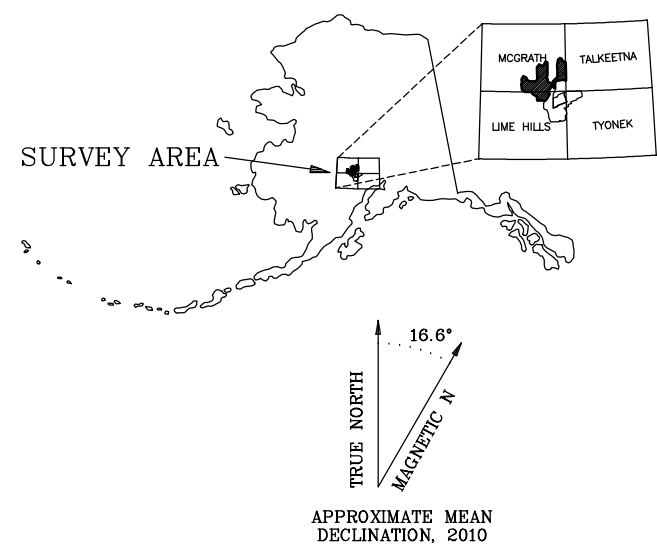 MCGRATH
TALKEETNA
LIME HILLS
TYONEK
SURVEY AREA
16.6°
TRUE NORTH
MAGNETIC N
APPROXIMATE MEAN
DECLINATION, 2010